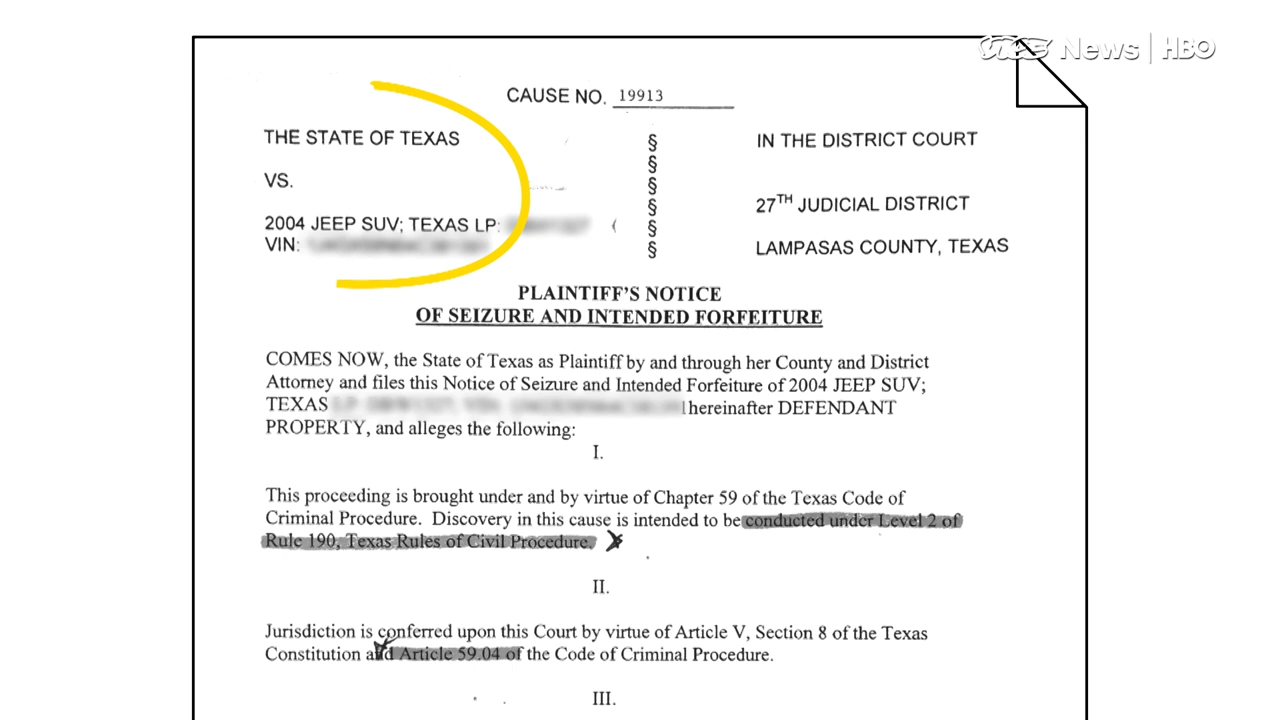 VICE News | HBO
CAUSE NO. 19913
THE STATE OF TEXAS § IN THE DISTRICT COURT
§
VS. §
§ 27TH JUDICIAL DISTRICT
2004 JEEP SUV; TEXAS LP: §
VIN: § LAMPASAS COUNTY, TEXAS
PLAINTIFF'S NOTICE
OF SEIZURE AND INTENDED FORFEITURE
COMES NOW, the State of Texas as Plaintiff by and through her County and District
Attorney and files this Notice of Seizure and Intended Forfeiture of 2004 JEEP SUV;
TEXAS hereinafter DEFENDANT
PROPERTY, and alleges the following:
I.
This proceeding is brought under and by virtue of Chapter 59 of the Texas Code of
Criminal Procedure. Discovery in this cause is intended to be conducted under Level 2 of
Rule 190, Texas Rules of Civil Procedure.
II.
Jurisdiction is conferred upon this Court by virtue of Article V, Section 8 of the Texas
Constitution and Article 59.04 of the Code of Criminal Procedure.
III.